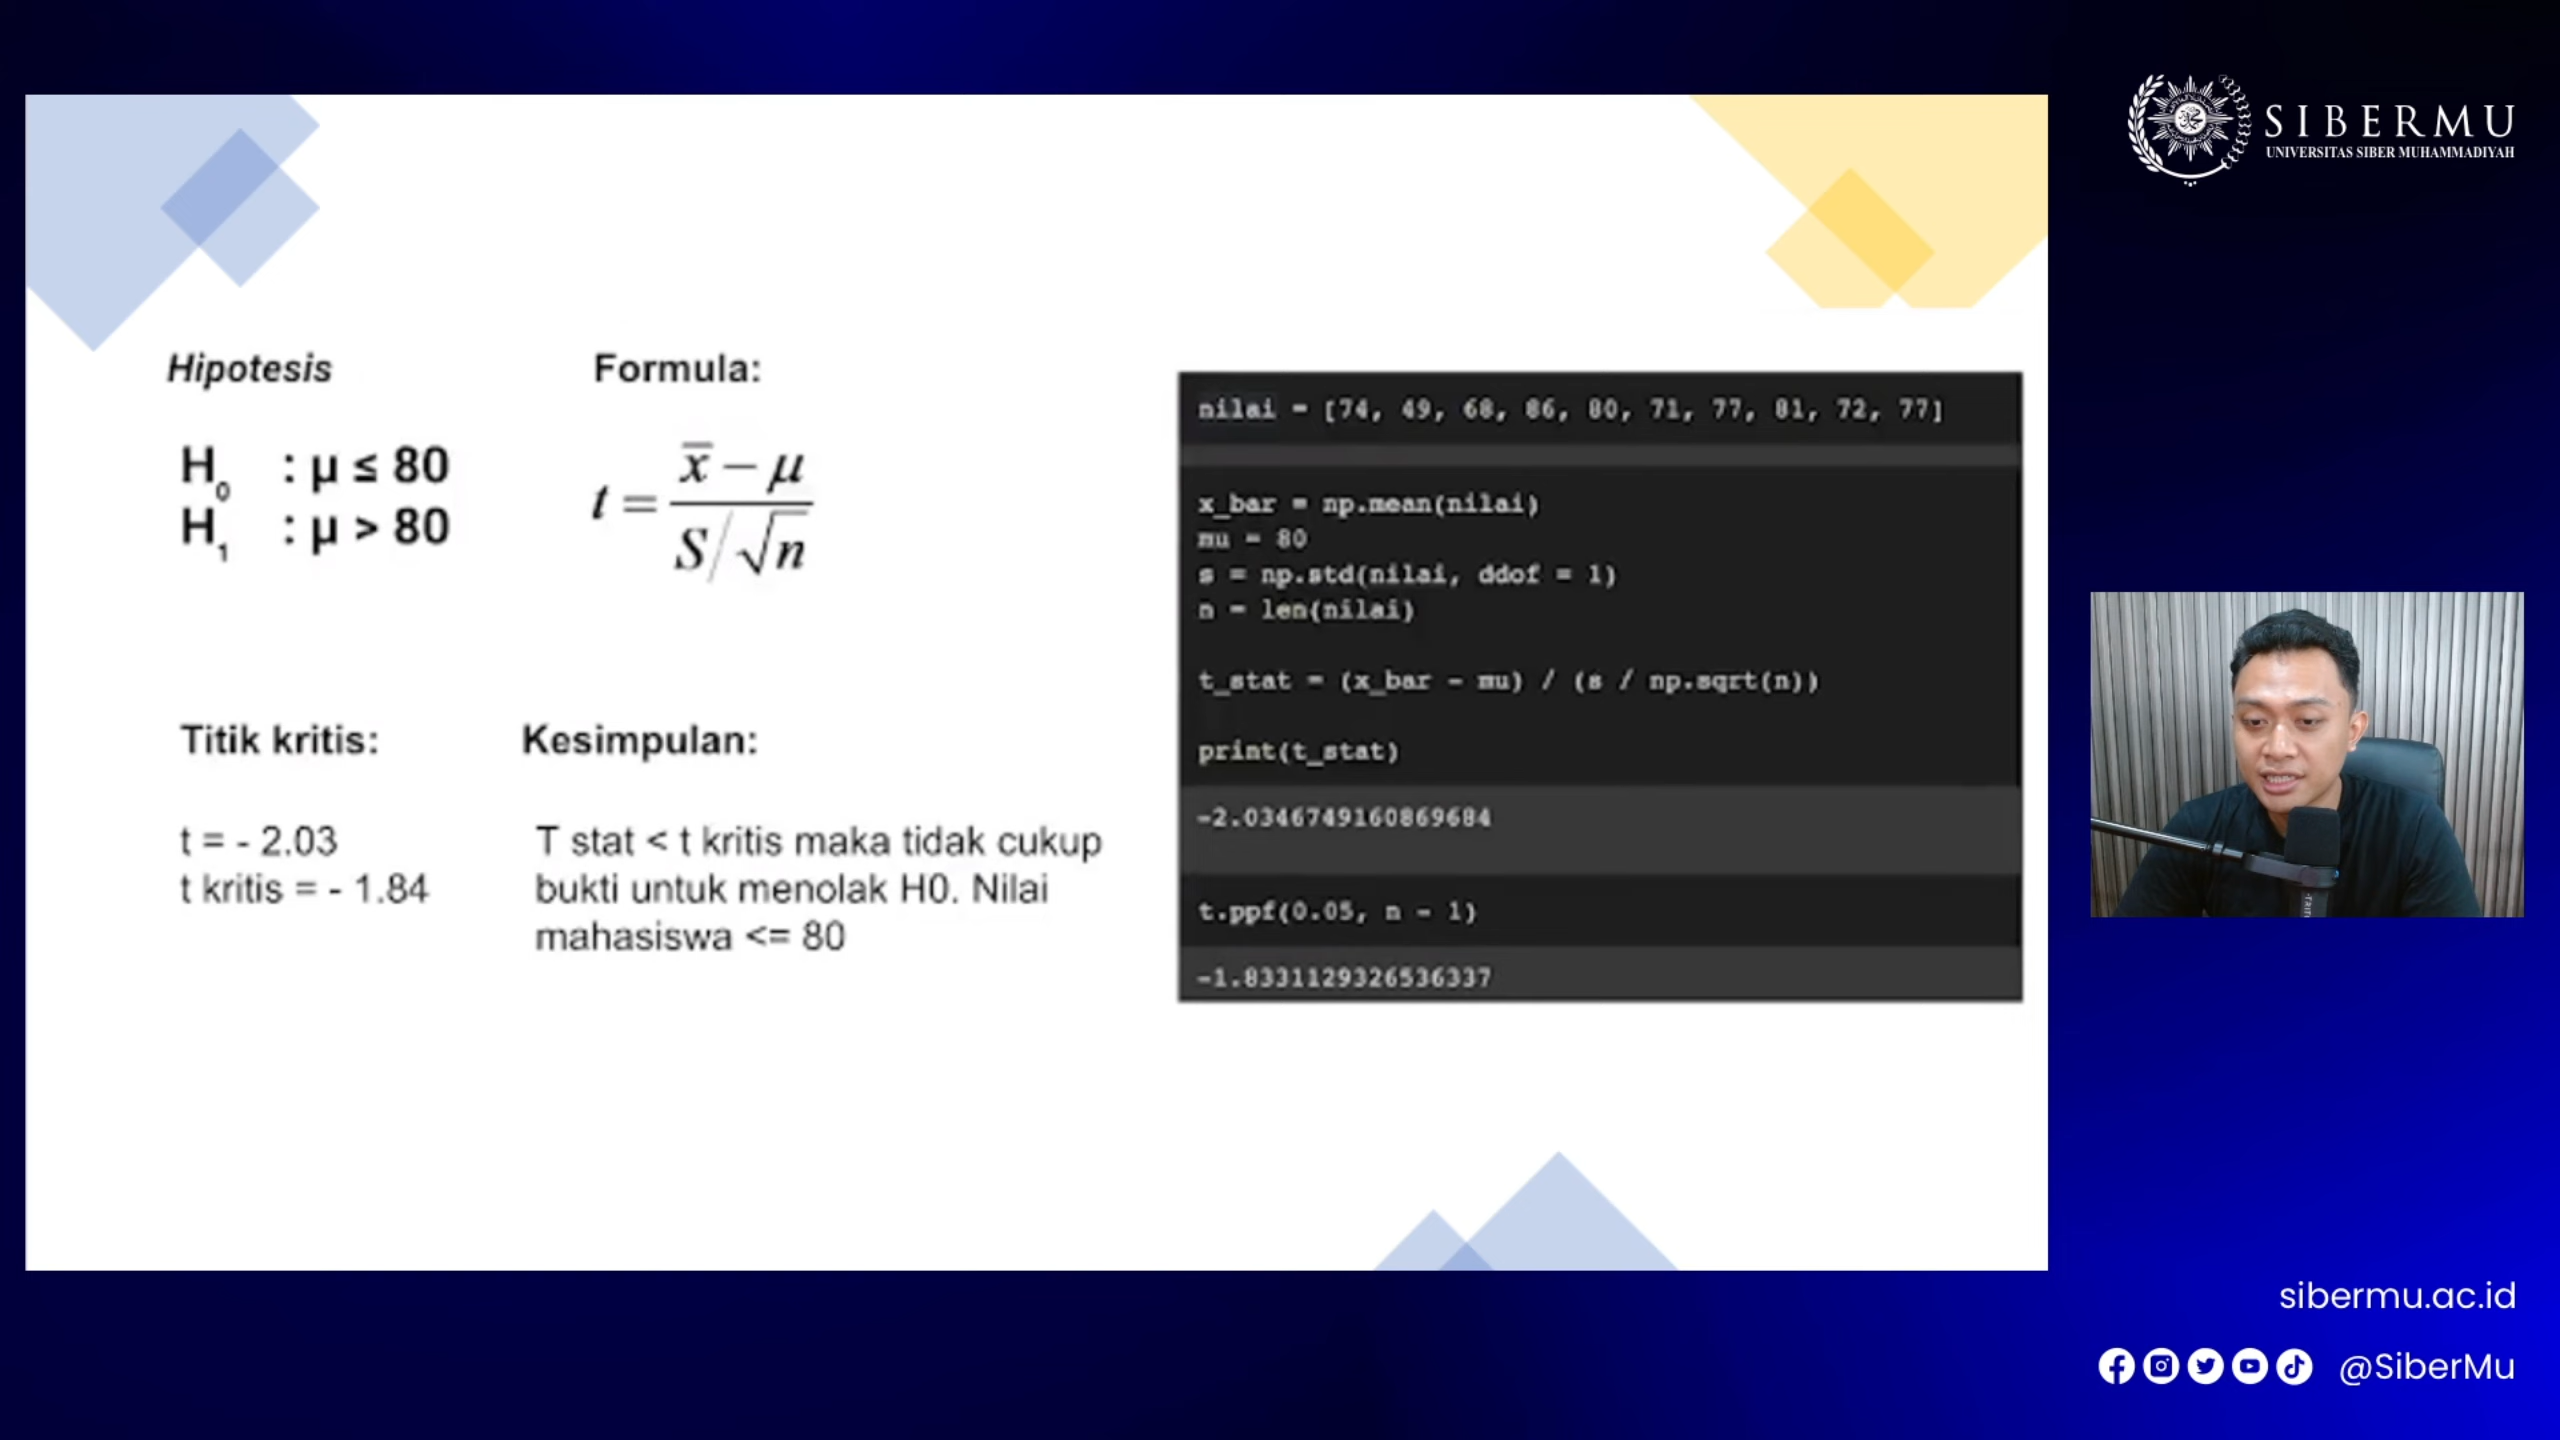 SIBERMU
UNIVERSITAS SIBER MUHAMMADIYAH
Hipotesis
H₀ : μ ≤ 80
H₁ : μ > 80
Formula:
t = (x̄ − μ) / (S/√n)
Titik kritis:
t = - 2.03
t kritis = - 1.84
Kesimpulan:
T stat < t kritis maka tidak cukup
bukti untuk menolak H0. Nilai
mahasiswa <= 80
nilai = [74, 49, 68, 86, 80, 71, 77, 81, 72, 77]
x_bar = np.mean(nilai)
mu = 80
s = np.std(nilai, ddof = 1)
n = len(nilai)
t_stat = (x_bar - mu) / (s / np.sqrt(n))
print(t_stat)
-2.0346749160869684
t.ppf(0.05, n - 1)
-1.8331129326536337
sibermu.ac.id
@SiberMu